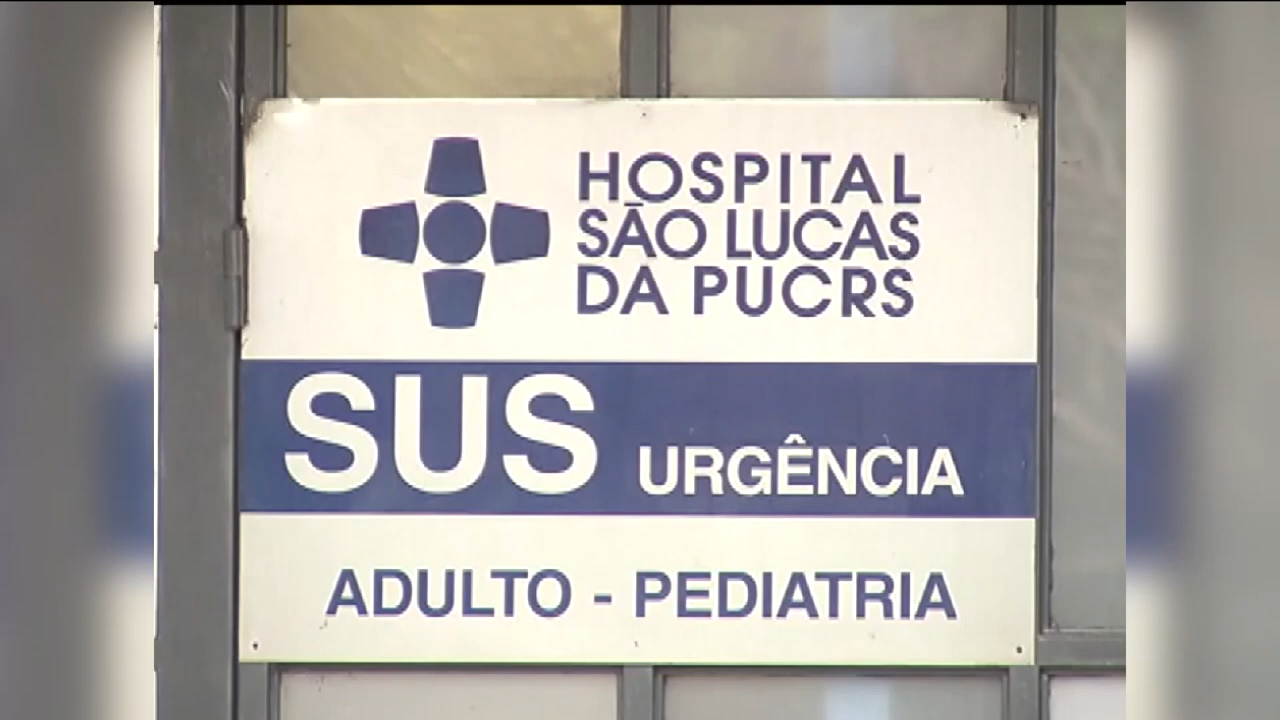 HOSPITAL
SÃO LUCAS
DA PUCRS
SUS URGÊNCIA
ADULTO - PEDIATRIA